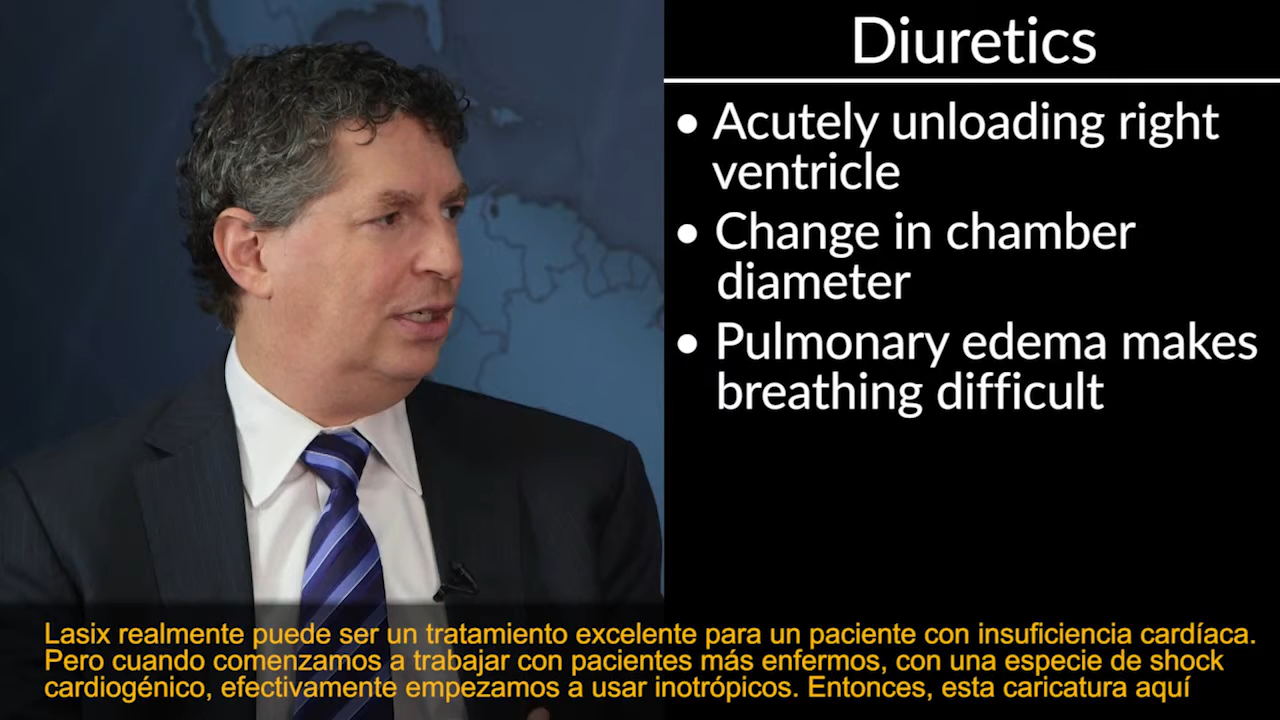 Diuretics
• Acutely unloading right
ventricle
• Change in chamber
diameter
• Pulmonary edema makes
breathing difficult
Lasix realmente puede ser un tratamiento excelente para un paciente con insuficiencia cardíaca.
Pero cuando comenzamos a trabajar con pacientes más enfermos, con una especie de shock
cardiogénico, efectivamente empezamos a usar inotrópicos. Entonces, esta caricatura aquí